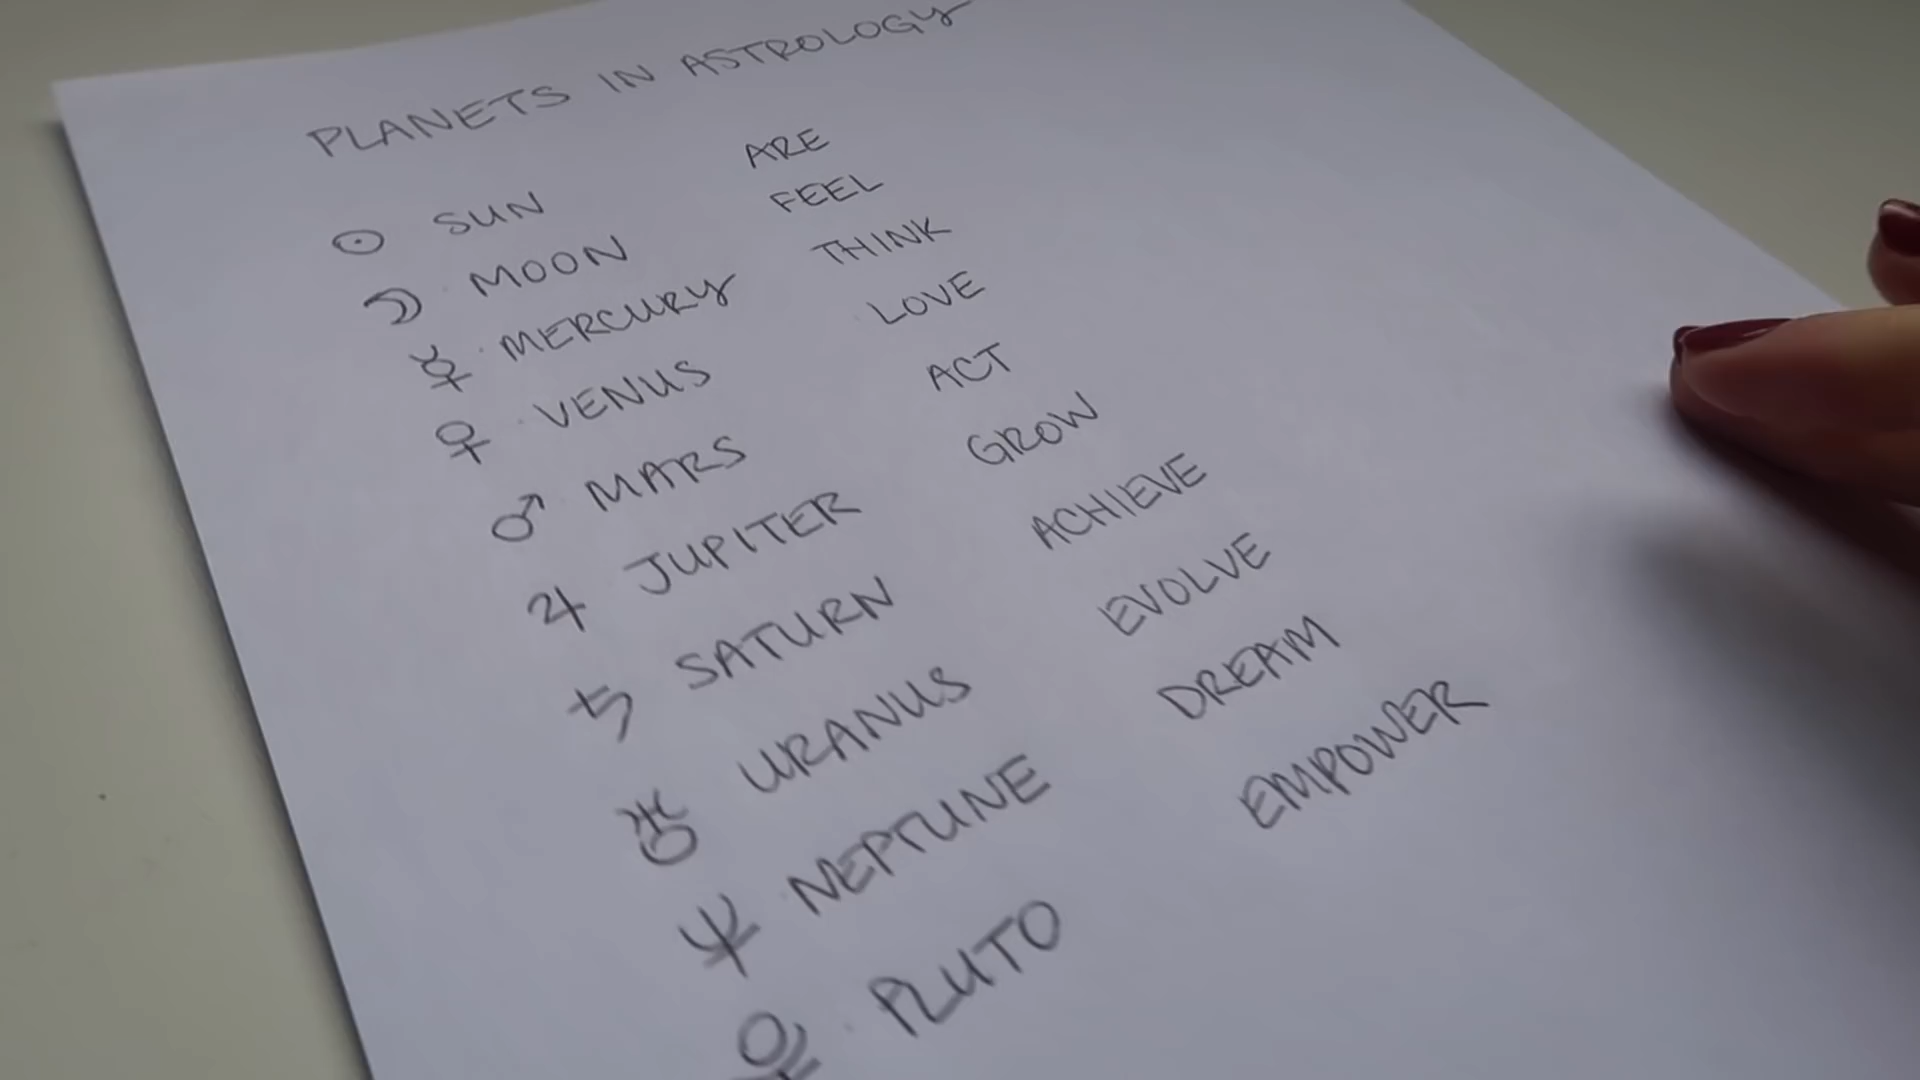 PLANETS IN ASTROLOGY
☉ SUN ARE
☽ MOON FEEL
☿ MERCURY THINK
♀ VENUS LOVE
♂ MARS ACT
♃ JUPITER GROW
♄ SATURN ACHIEVE
♅ URANUS EVOLVE
♆ NEPTUNE DREAM
PLUTO EMPOWER